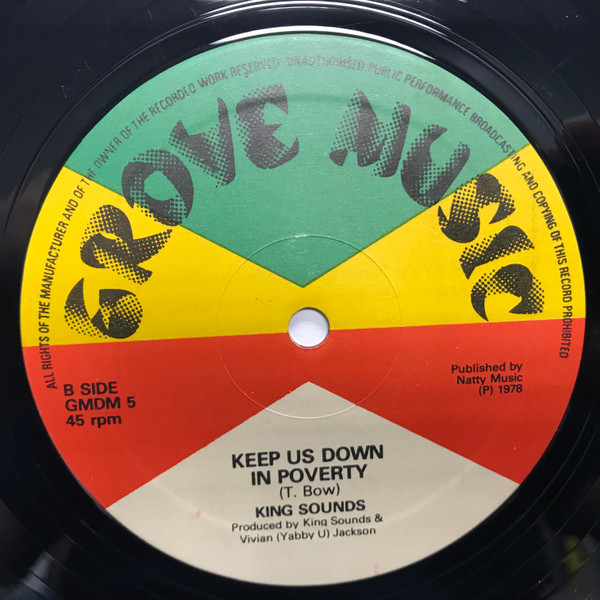 ALL RIGHTS OF THE MANUFACTURER AND OF THE OWNER OF THE RECORDED WORK RESERVED · UNAUTHORISED PUBLIC PERFORMANCE BROADCASTING AND COPYING OF THIS RECORD PROHIBITED
GROVE MUSIC
B SIDE
GMDM 5
45 rpm
Published by
Natty Music
(P) 1978
KEEP US DOWN
IN POVERTY
(T. Bow)
KING SOUNDS
Produced by King Sounds &
Vivian (Yabby U) Jackson